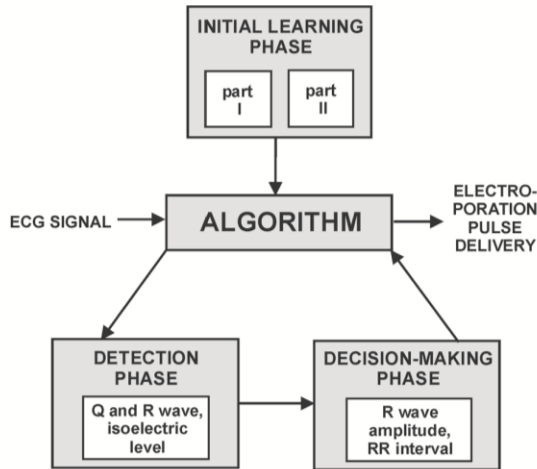 INITIAL LEARNING
PHASE
part
I
part
II
ECG SIGNAL
ALGORITHM
ELECTRO-
PORATION
PULSE
DELIVERY
DETECTION
PHASE
Q and R wave,
isoelectric
level
DECISION-MAKING
PHASE
R wave
amplitude,
RR interval